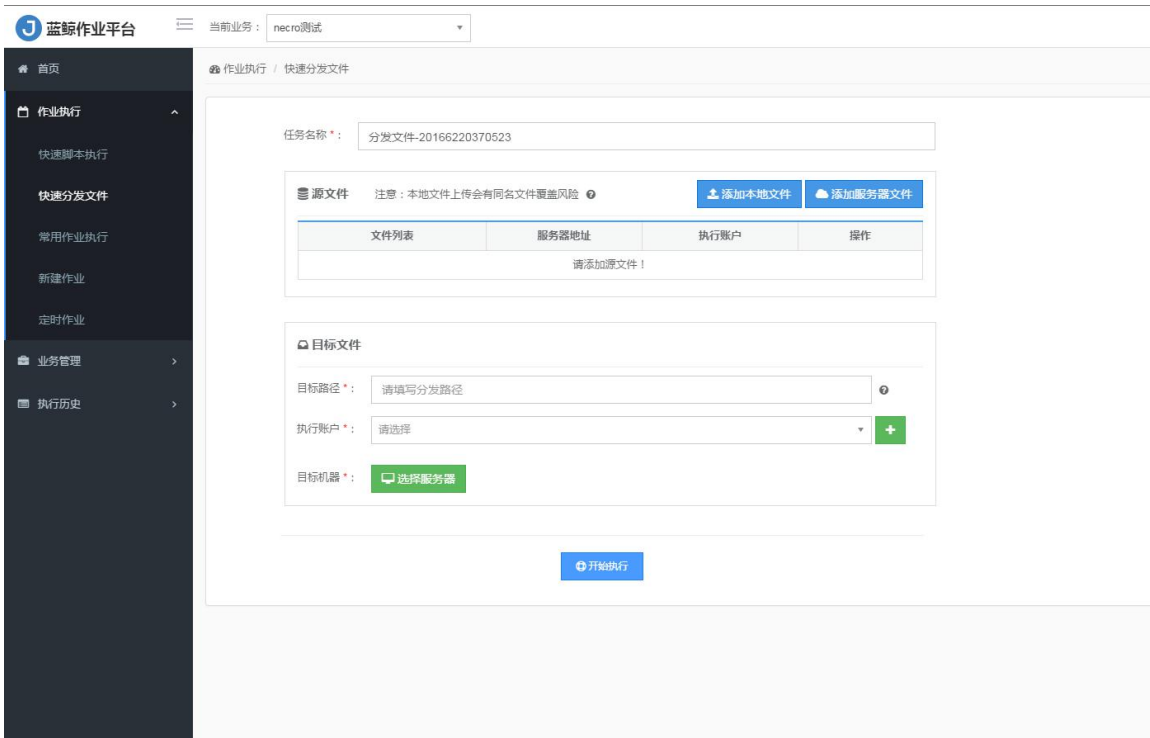 蓝鲸作业平台
当前业务： necro测试
首页
作业执行 / 快速分发文件
作业执行
快速脚本执行
快速分发文件
常用作业执行
新建作业
定时作业
业务管理
执行历史
任务名称 *： 分发文件-20166220370523
源文件 注意：本地文件上传会有同名文件覆盖风险 添加本地文件 添加服务器文件
文件列表 服务器地址 执行账户 操作
请添加源文件！
目标文件
目标路径 *： 请填写分发路径
执行账户 *： 请选择
目标机器 *： 选择服务器
开始执行